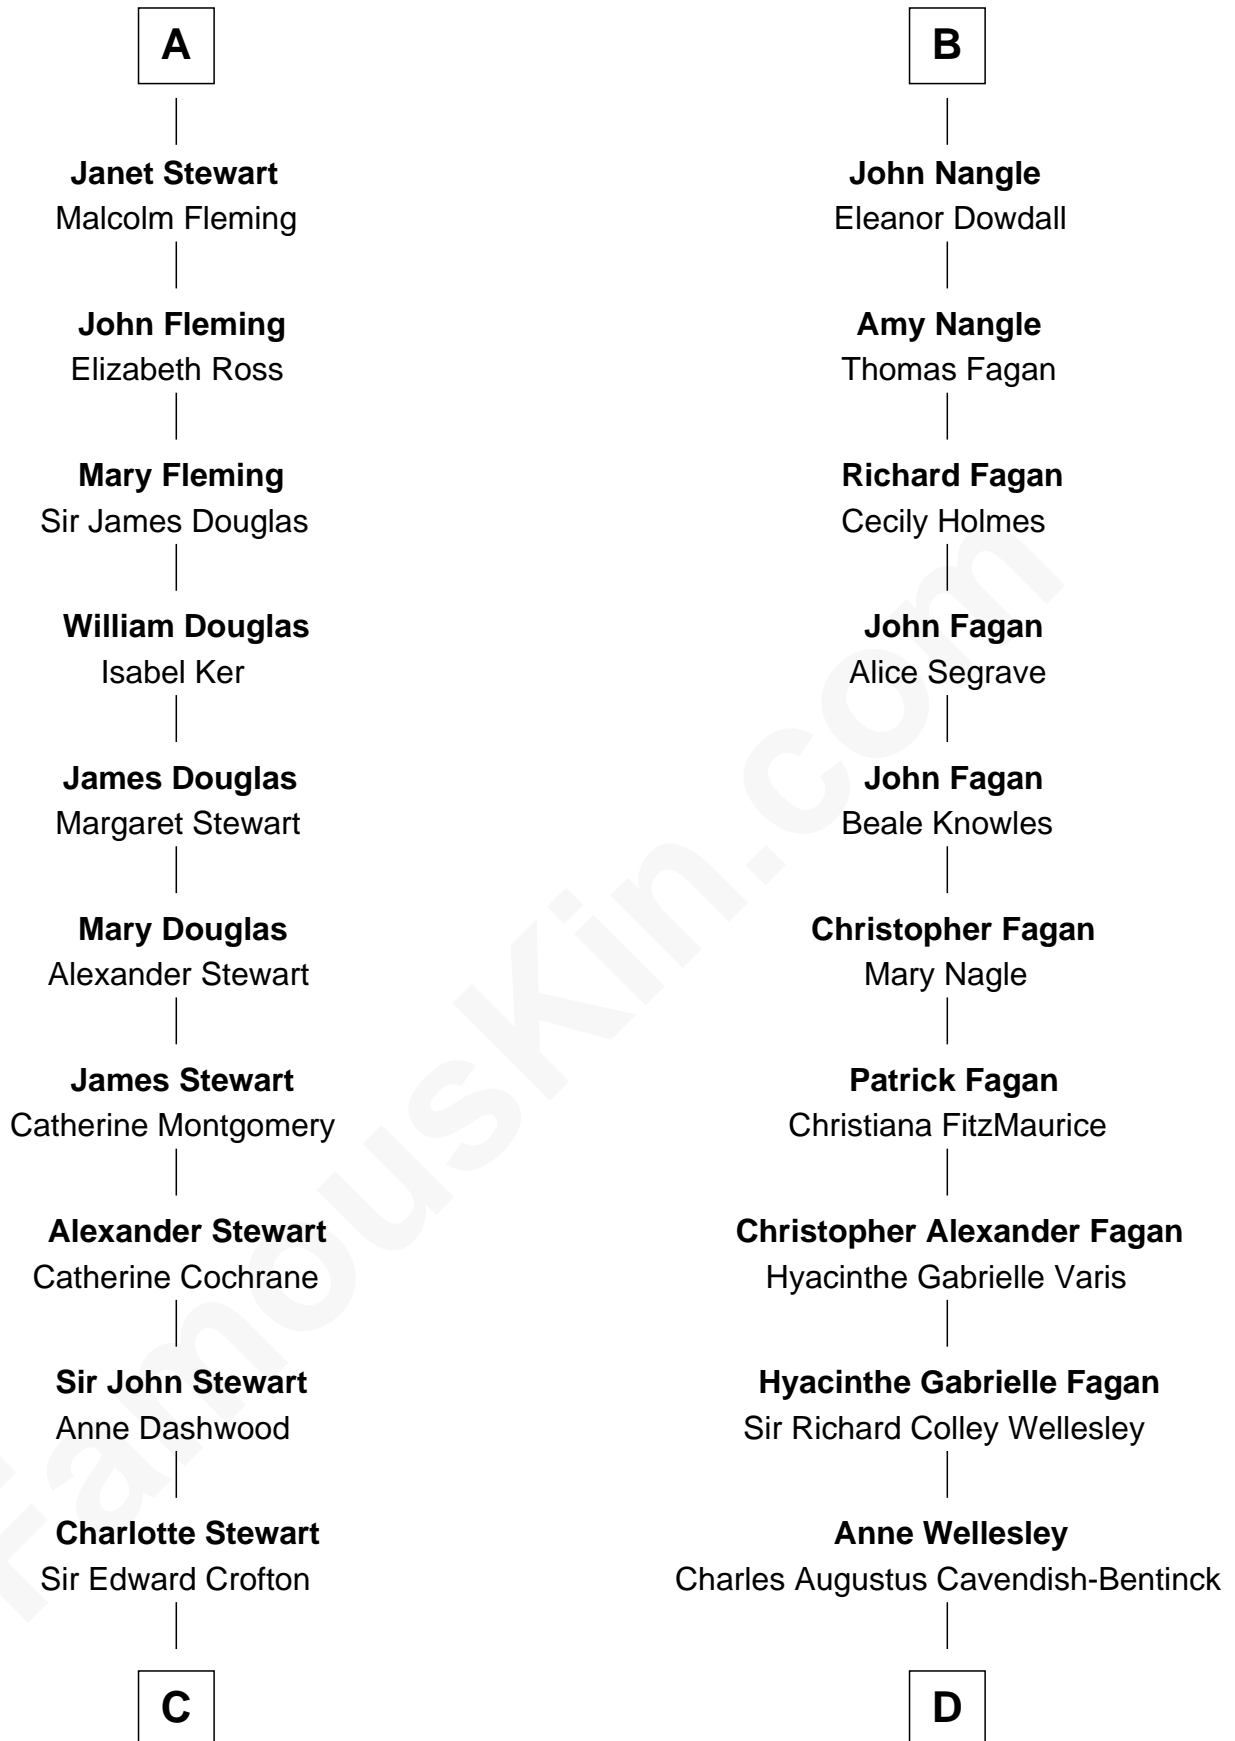 A
Janet Stewart
Malcolm Fleming
John Fleming
Elizabeth Ross
Mary Fleming
Sir James Douglas
William Douglas
Isabel Ker
James Douglas
Margaret Stewart
Mary Douglas
Alexander Stewart
James Stewart
Catherine Montgomery
Alexander Stewart
Catherine Cochrane
Sir John Stewart
Anne Dashwood
Charlotte Stewart
Sir Edward Crofton
C
B
John Nangle
Eleanor Dowdall
Amy Nangle
Thomas Fagan
Richard Fagan
Cecily Holmes
John Fagan
Alice Segrave
John Fagan
Beale Knowles
Christopher Fagan
Mary Nagle
Patrick Fagan
Christiana FitzMaurice
Christopher Alexander Fagan
Hyacinthe Gabrielle Varis
Hyacinthe Gabrielle Fagan
Sir Richard Colley Wellesley
Anne Wellesley
Charles Augustus Cavendish-Bentinck
D
FamousKin.com